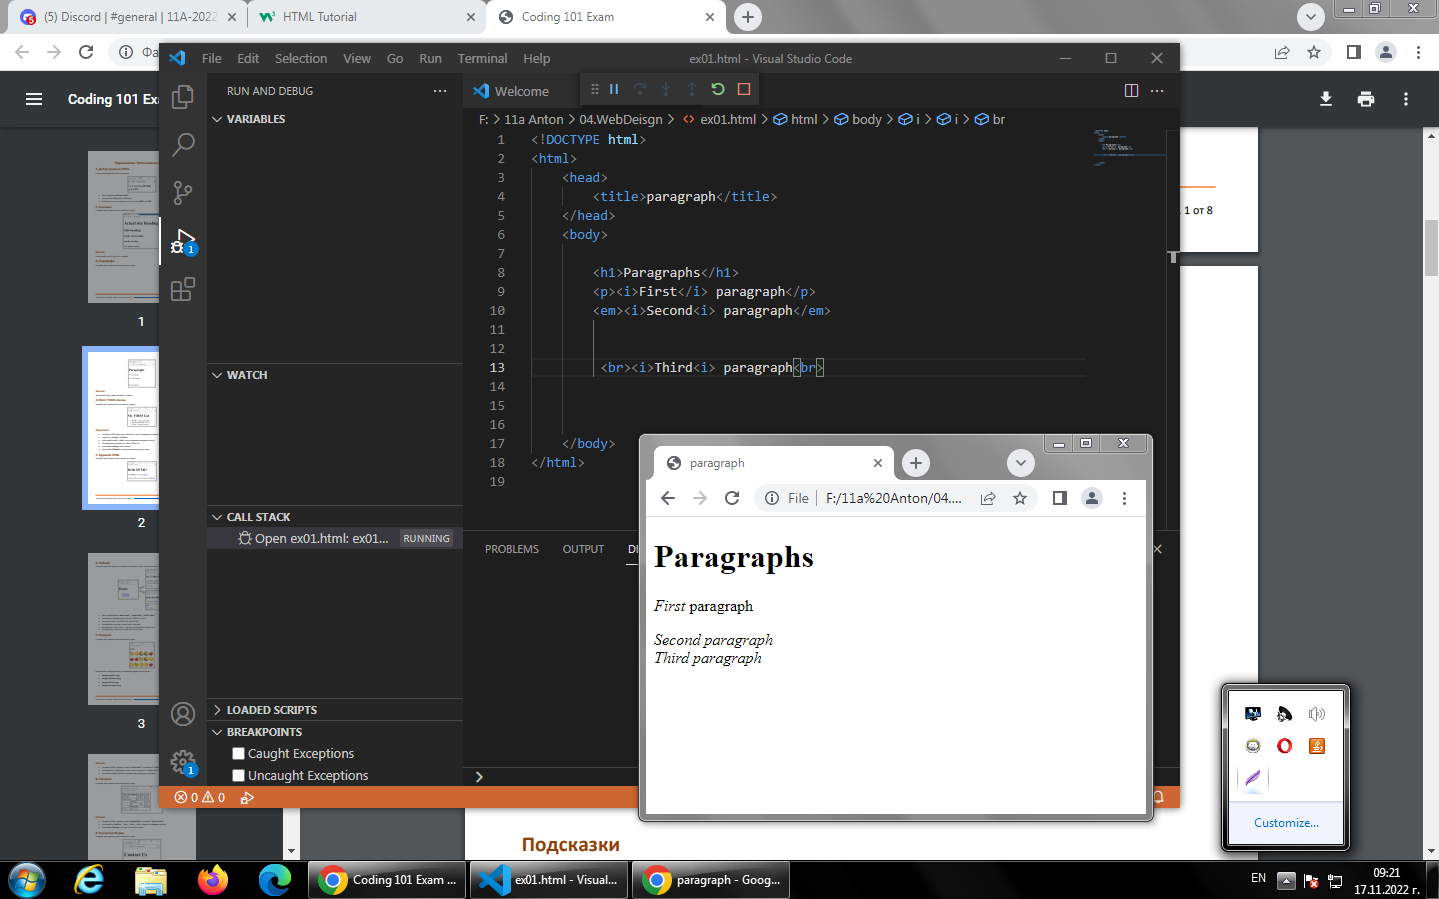 (5) Discord | #general | 11A-2022
HTML Tutorial
Coding 101 Exam
File Edit Selection View Go Run Terminal Help
ex01.html - Visual Studio Code
Coding 101 Exa
RUN AND DEBUG
Welcome
VARIABLES
F: > 11a Anton > 04.WebDeisgn > ex01.html > html > body > i > i > br
1 <!DOCTYPE html>
2 <html>
3 <head>
4 <title>paragraph</title>
5 </head>
6 <body>
7
8 <h1>Paragraphs</h1>
9 <p><i>First</i> paragraph</p>
10 <em><i>Second<i> paragraph</em>
11
12
13 <br><i>Third<i> paragraph<br>
14
15
16
17 </body>
18 </html>
19
1 от 8
1
2
3
WATCH
CALL STACK
Open ex01.html: ex01... RUNNING
LOADED SCRIPTS
BREAKPOINTS
Caught Exceptions
Uncaught Exceptions
PROBLEMS OUTPUT
0 0
paragraph
File F:/11a%20Anton/04....
Paragraphs
First paragraph
Second paragraph
Third paragraph
Customize...
Подсказки
Coding 101 Exam ...
ex01.html - Visual...
paragraph - Goog...
EN
09:21
17.11.2022 г.